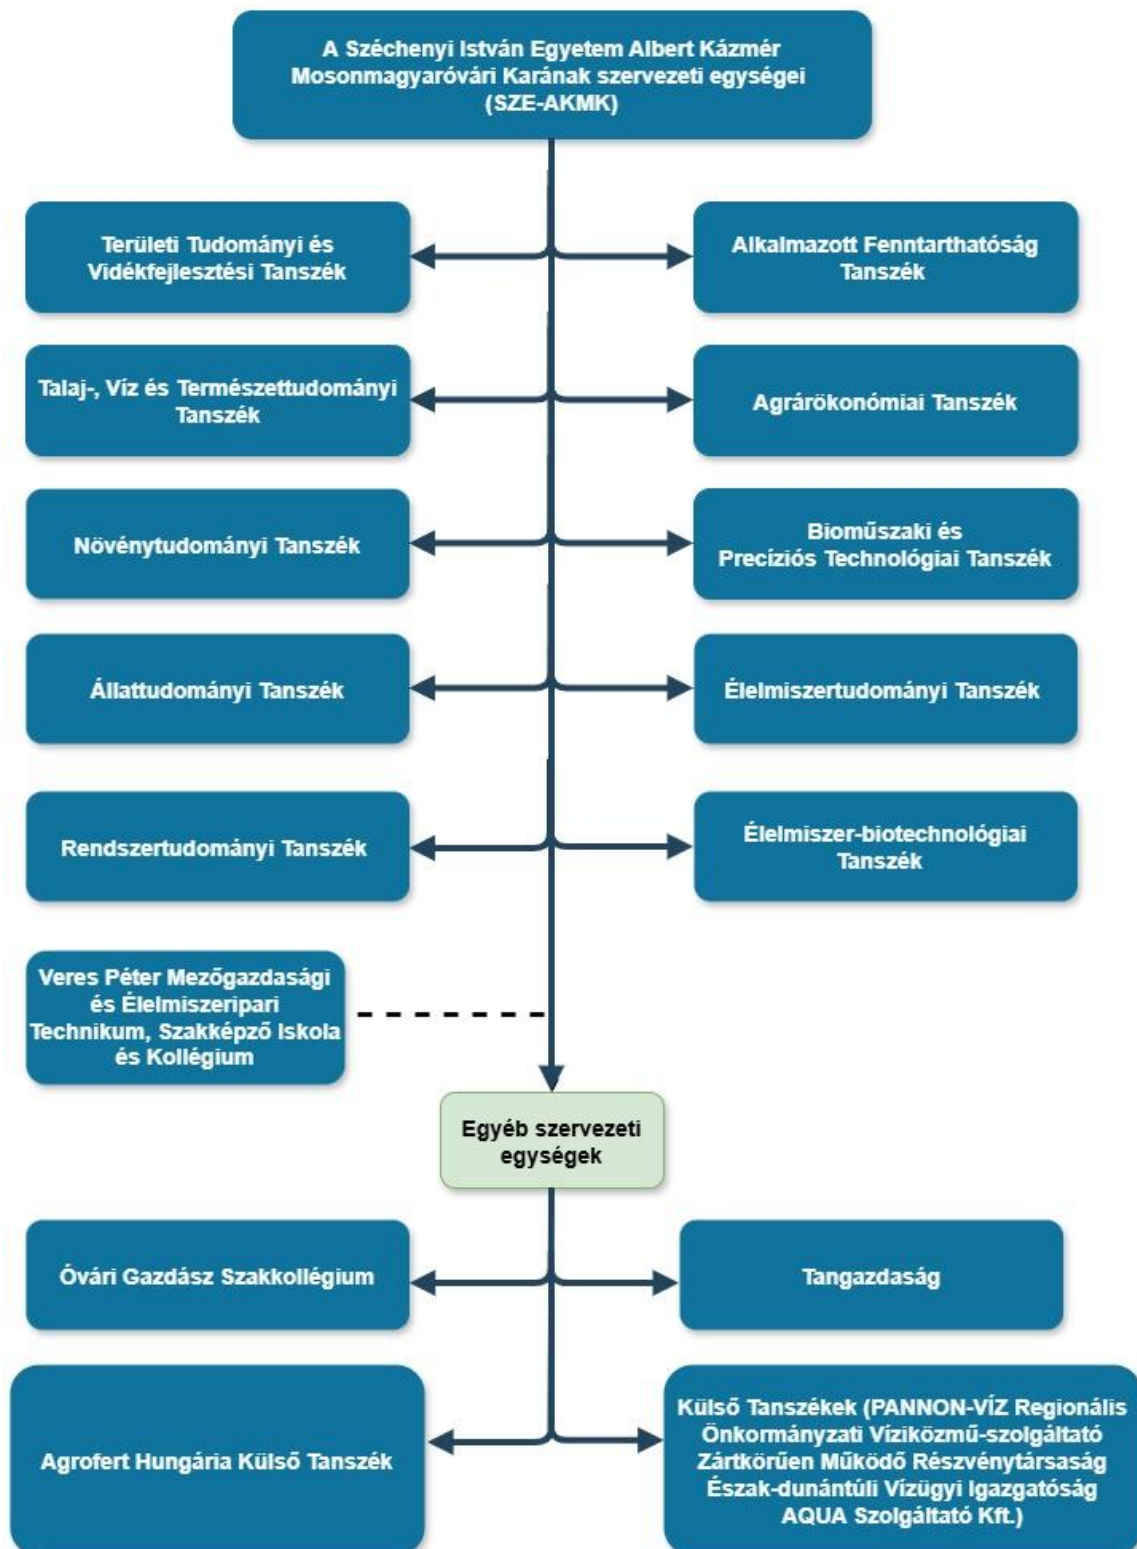 A Széchenyi István Egyetem Albert Kázmér
Mosonmagyaróvári Karának szervezeti egységei
(SZE-AKMK)
Területi Tudományi és
Vidékfejlesztési Tanszék
Alkalmazott Fenntarthatóság
Tanszék
Talaj-, Víz és Természettudományi
Tanszék
Agrárökonómiai Tanszék
Növénytudományi Tanszék
Bioműszaki és
Precíziós Technológiai Tanszék
Állattudományi Tanszék
Élelmiszertudományi Tanszék
Rendszertudományi Tanszék
Élelmiszer-biotechnológiai
Tanszék
Veres Péter Mezőgazdasági
és Élelmiszeripari
Technikum, Szakképző Iskola
és Kollégium
Egyéb szervezeti
egységek
Óvári Gazdász Szakkollégium
Tangazdaság
Agrofert Hungária Külső Tanszék
Külső Tanszékek (PANNON-VÍZ Regionális
Önkormányzati Víziközmű-szolgáltató
Zártkörűen Működő Részvénytársaság
Észak-dunántúli Vízügyi Igazgatóság
AQUA Szolgáltató Kft.)